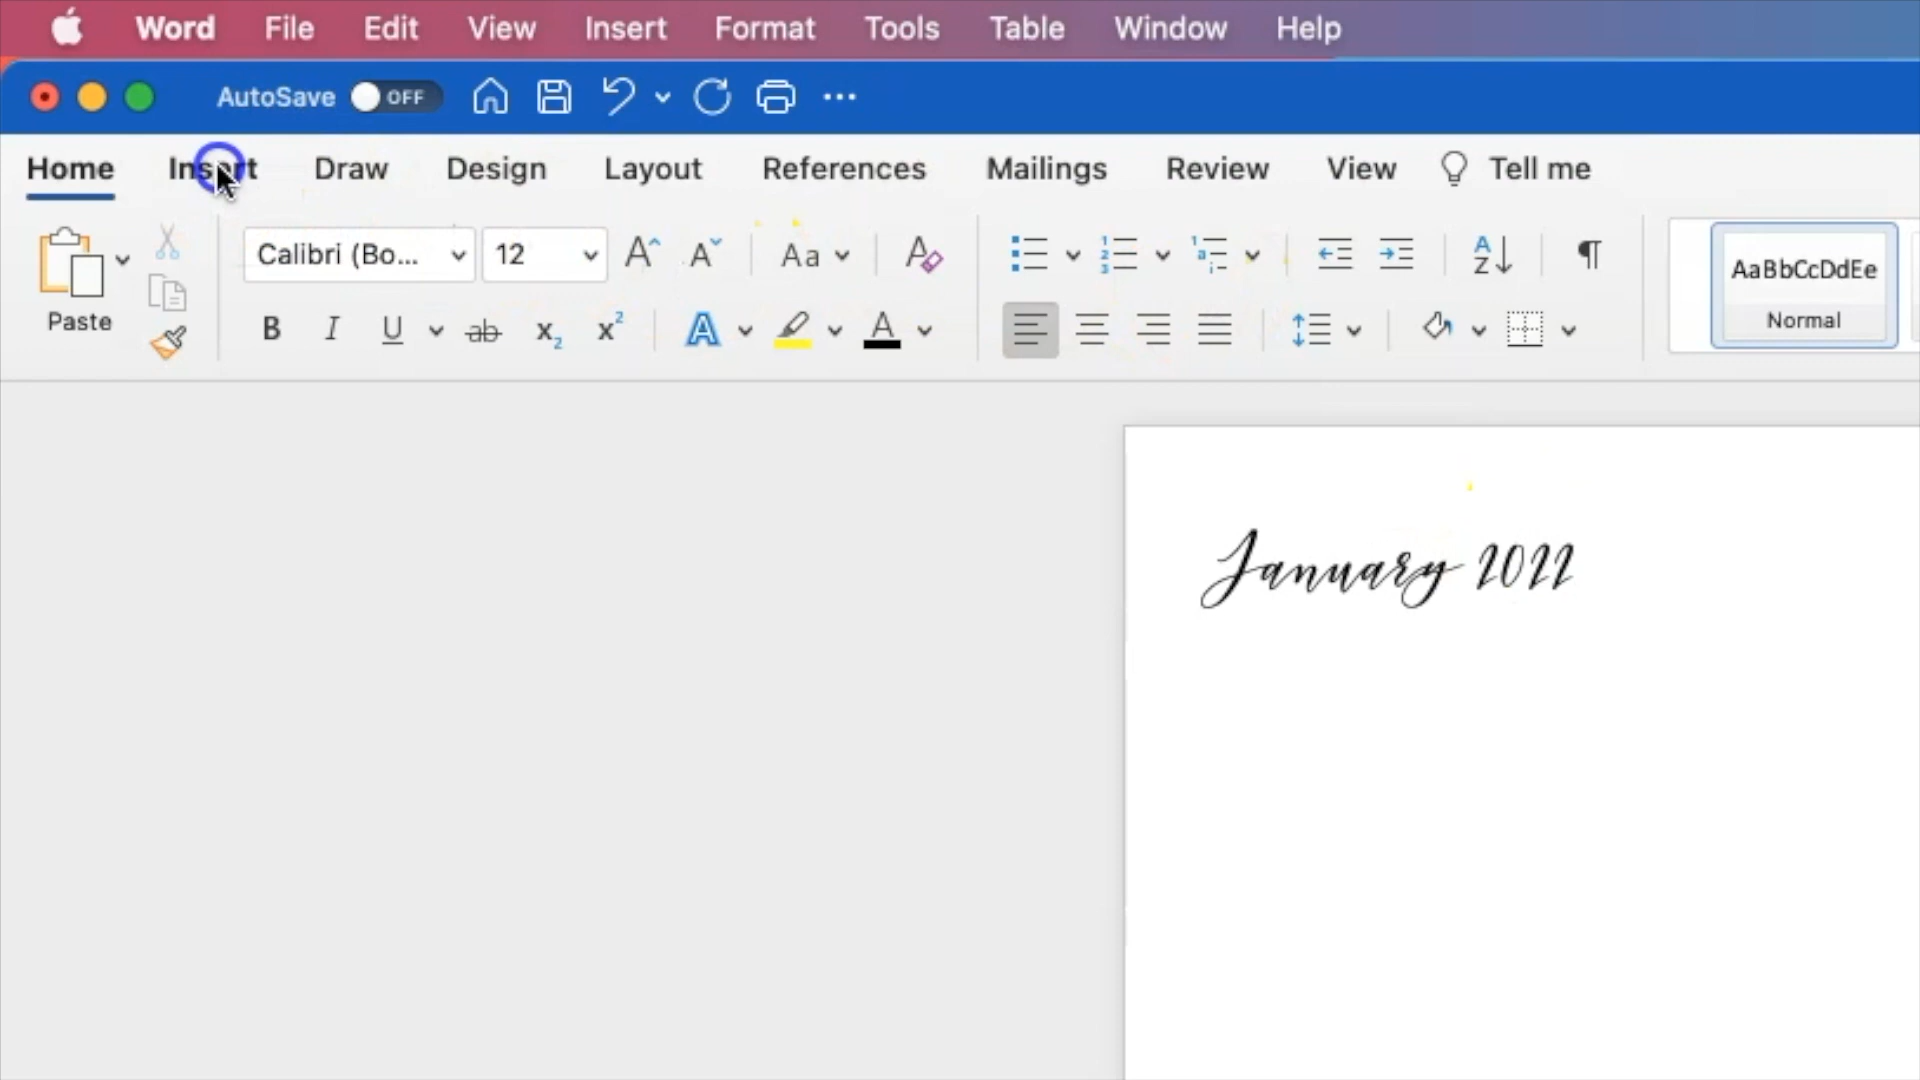 Word File Edit View Insert Format Tools Table Window Help
AutoSave OFF
Home Insert Draw Design Layout References Mailings Review View Tell me
Paste
Calibri (Bo... 12
AaBbCcDdEe
Normal
January 2022